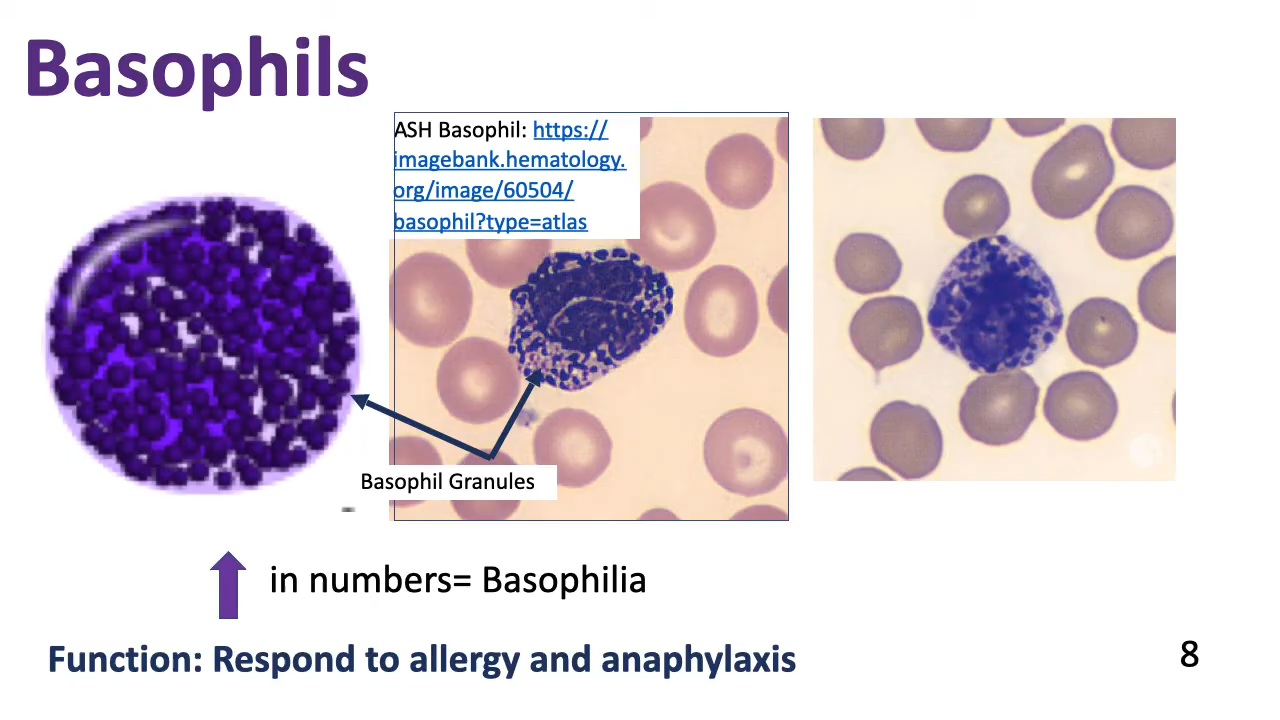 Basophils
ASH Basophil: https://
imagebank.hematology.
org/image/60504/
basophil?type=atlas
Basophil Granules
in numbers= Basophilia
Function: Respond to allergy and anaphylaxis
8